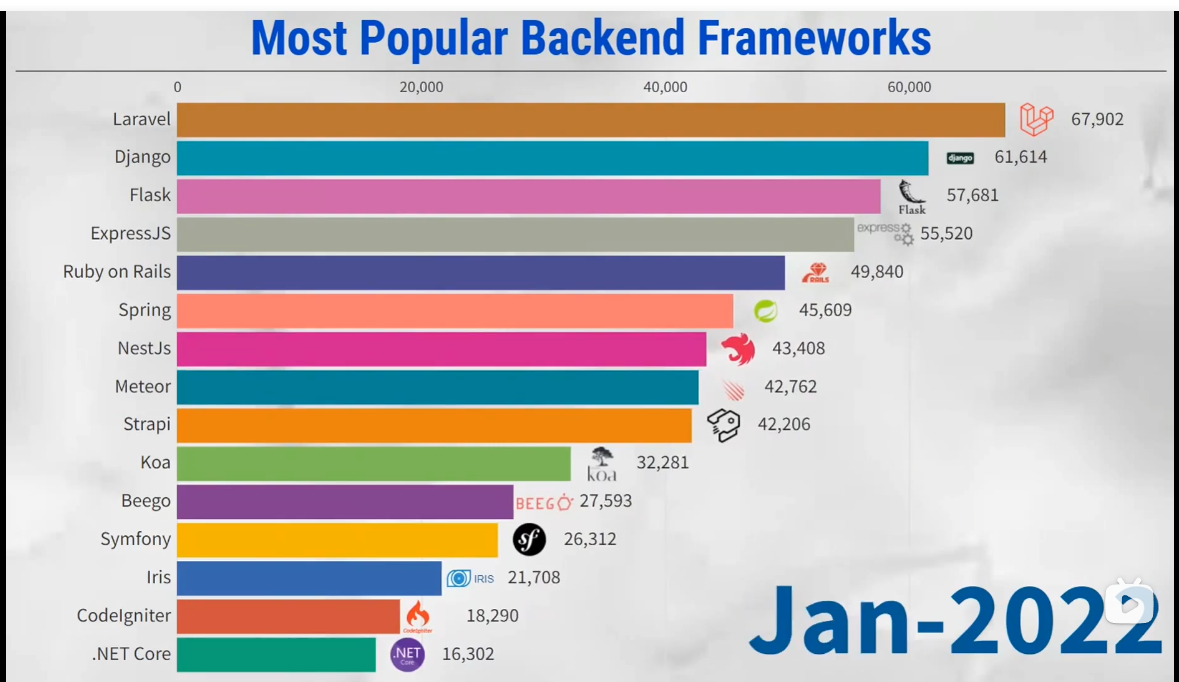 Most Popular Backend Frameworks
0 20,000 40,000 60,000
Laravel 67,902
Django django 61,614
Flask Flask 57,681
ExpressJS express 55,520
Ruby on Rails RAILS 49,840
Spring 45,609
NestJs 43,408
Meteor 42,762
Strapi 42,206
Koa koa 32,281
Beego BEEGO 27,593
Symfony sf 26,312
Iris IRIS 21,708
CodeIgniter CodeIgniter 18,290
.NET Core .NET Core 16,302
Jan-2022